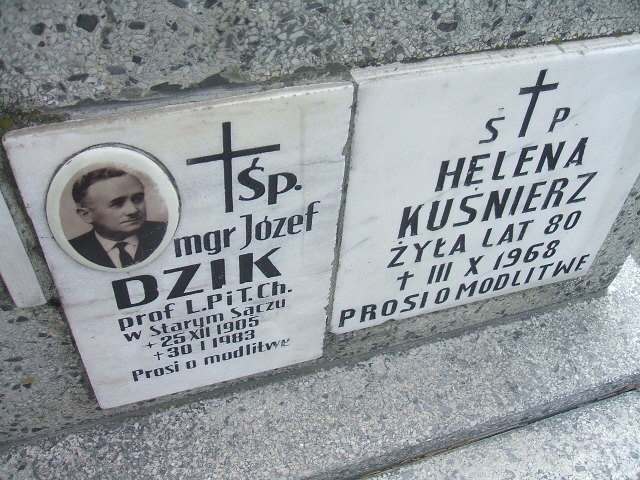 Śp.
mgr Józef
DZIK
prof L.P i T.Ch.
w Starym Sączu
+ 25 XII 1905
+ 30 I 1983
Prosi o modlitwę
Ś P
HELENA
KUŚNIERZ
ŻYŁA LAT 80
† III X 1968
PROSI O MODLITWĘ